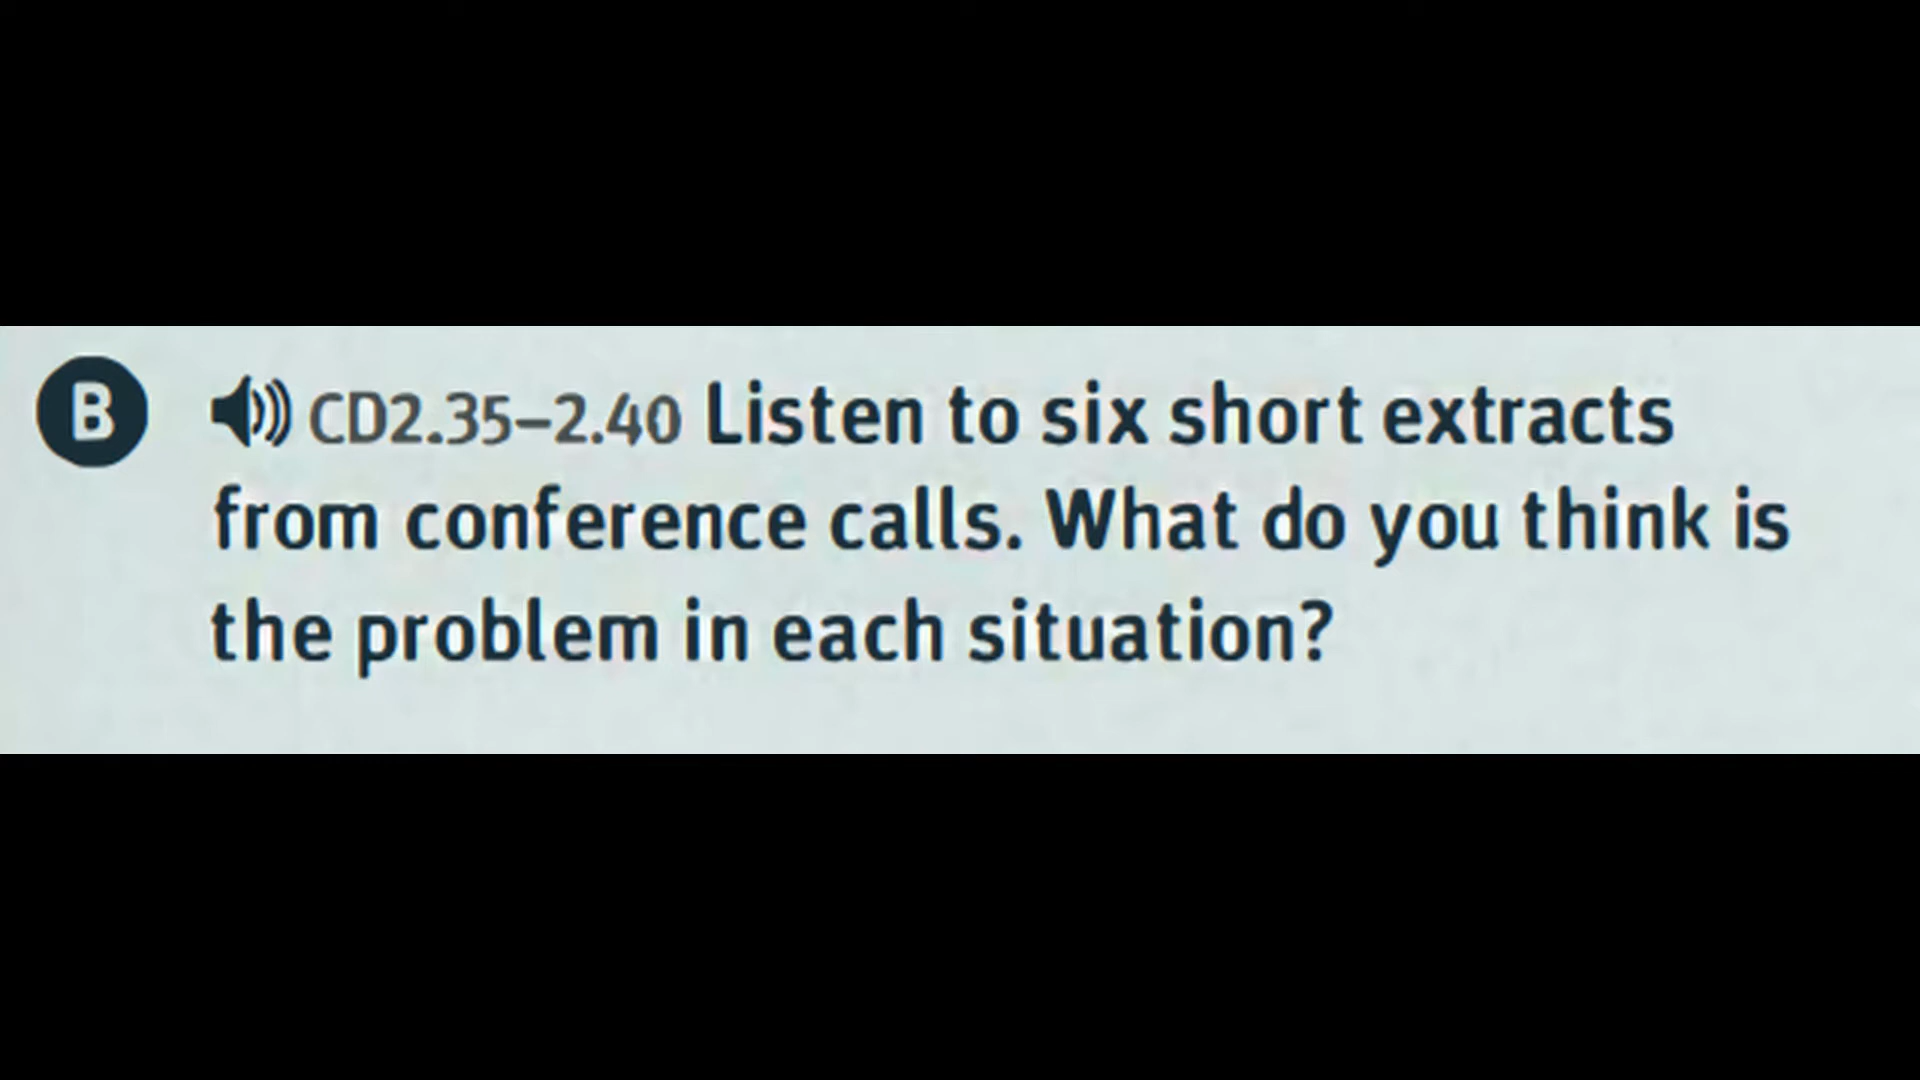 B CD2.35–2.40 Listen to six short extracts
from conference calls. What do you think is
the problem in each situation?